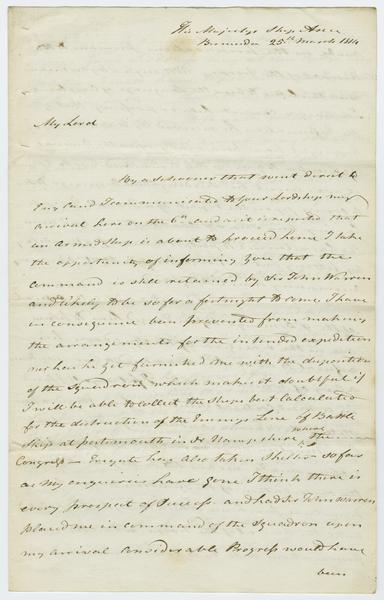 His Majestys Ship Asia
Bermuda 25th March 1814
My Lord
By a Schooner that went direct to
England I communicated to your Lordship my
arrival here on the 6th and as it is expected that
an Armed Ship is about to proceed home I take
the opportunity of informing you that the
Command is still retained by Sir John Warren
and likely to be so for a fortnight to come. I have
in consequence been prevented from making
the arrangements for the intended expedition
nor has he yet furnished me with the disposition
of the Squadron, which makes it doubtful if
I will be able to collect the Ships best Calculated
for the distruction of the Enemys Line of Battle
Ship at portsmouth in N Hampshire where The
Congress - Frigate has also taken Shelter so far
as my enquiries have gone I think there is
every prospect of Success and had Sir John Warren
placed me in command of the Squadron upon
my arrival Considerable Progress would have
been